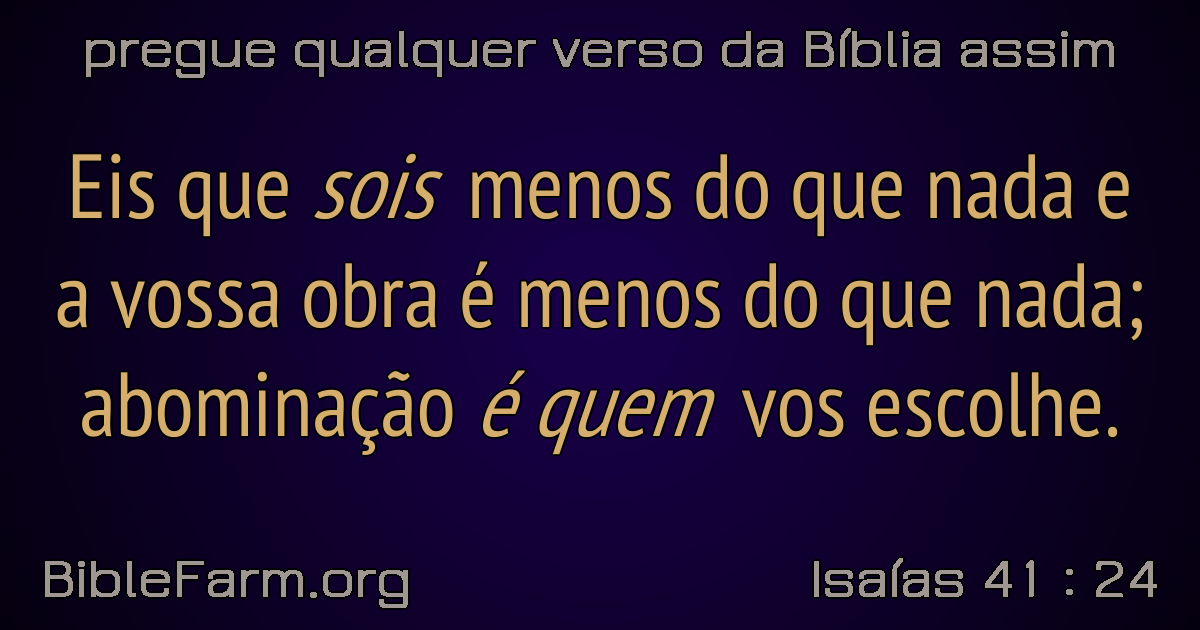 pregue qualquer verso da Bíblia assim
Eis que sois menos do que nada e
a vossa obra é menos do que nada;
abominação é quem vos escolhe.
BibleFarm.org
Isaías 41 : 24